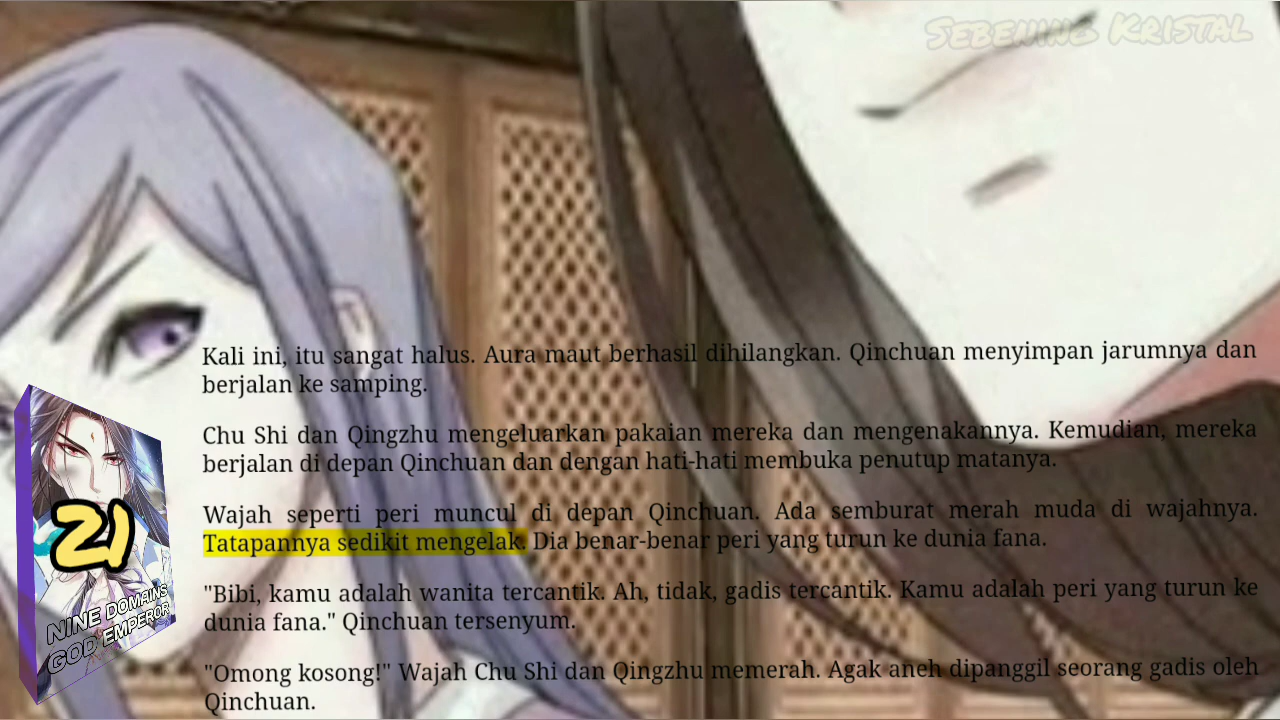 Sebening Kristal
Kali ini, itu sangat halus. Aura maut berhasil dihilangkan. Qinchuan menyimpan jarumnya dan
berjalan ke samping.
Chu Shi dan Qingzhu mengeluarkan pakaian mereka dan mengenakannya. Kemudian, mereka
berjalan di depan Qinchuan dan dengan hati-hati membuka penutup matanya.
Wajah seperti peri muncul di depan Qinchuan. Ada semburat merah muda di wajahnya.
Tatapannya sedikit mengelak. Dia benar-benar peri yang turun ke dunia fana.
"Bibi, kamu adalah wanita tercantik. Ah, tidak, gadis tercantik. Kamu adalah peri yang turun ke
dunia fana." Qinchuan tersenyum.
"Omong kosong!" Wajah Chu Shi dan Qingzhu memerah. Agak aneh dipanggil seorang gadis oleh
Qinchuan.
21
NINE DOMAINS
GOD EMPEROR